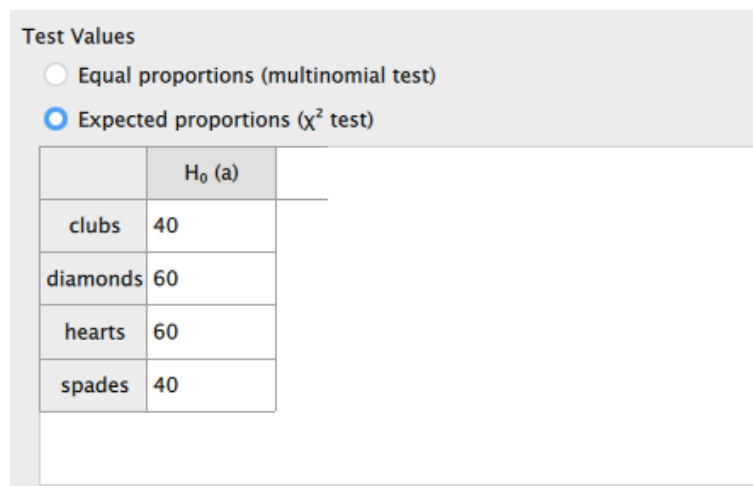 Test Values
Equal proportions (multinomial test)
Expected proportions (χ² test)
H₀ (a)
clubs 40
diamonds 60
hearts 60
spades 40